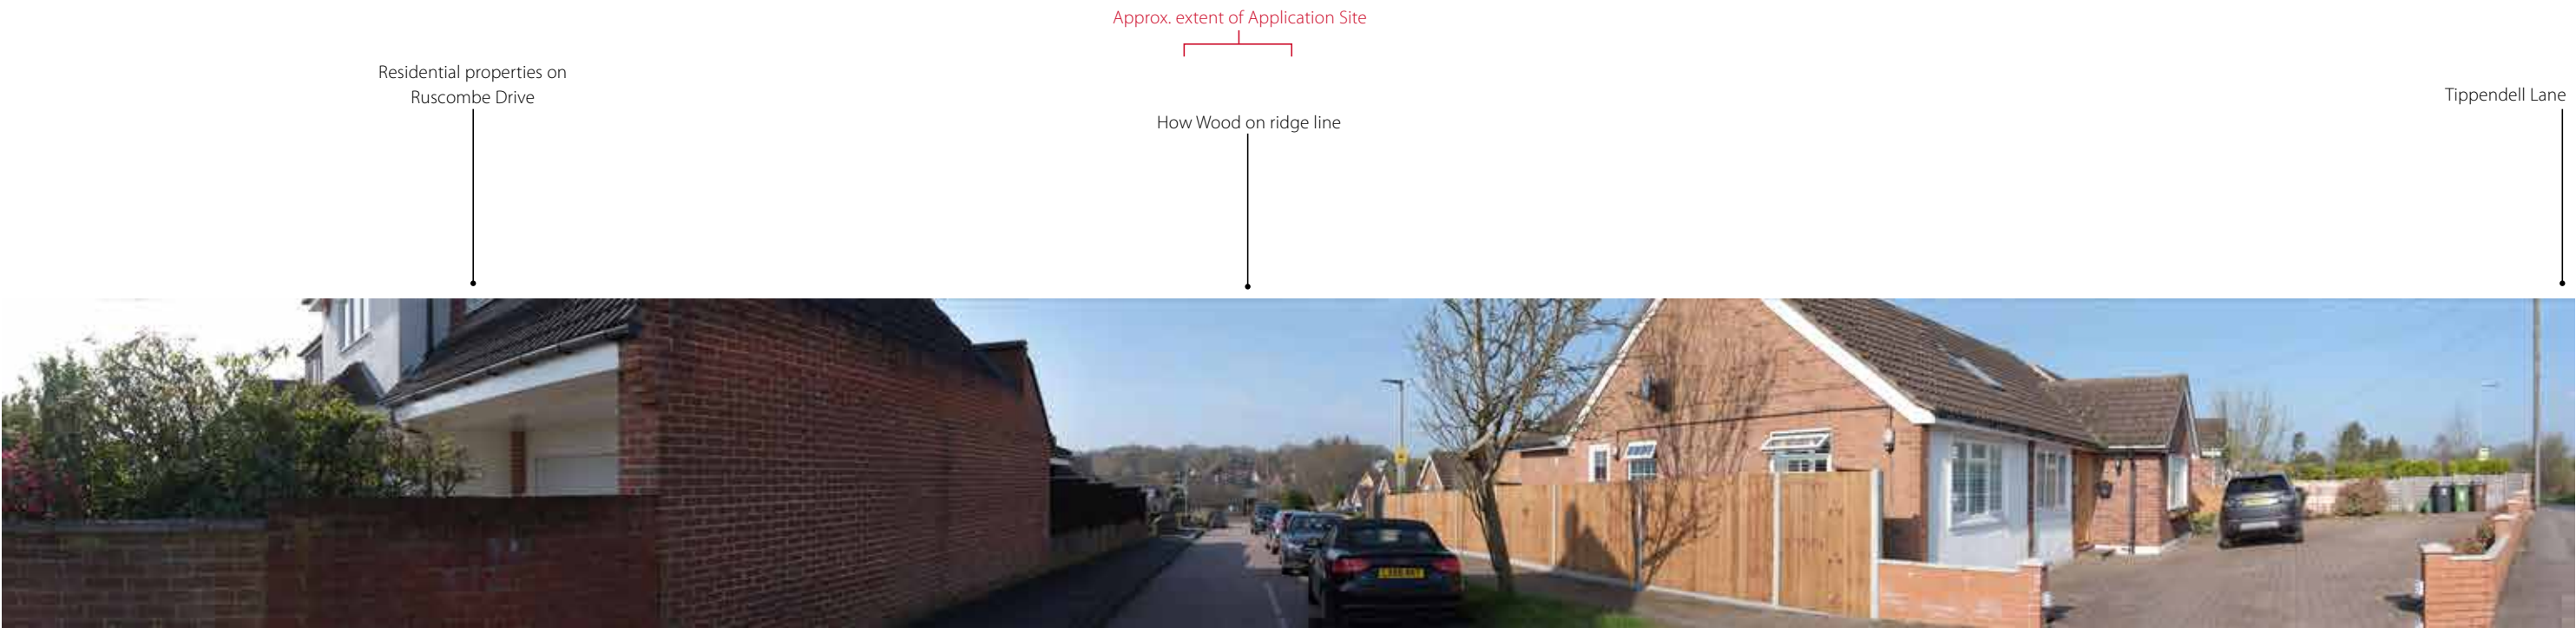 Approx. extent of Application Site
Residential properties on
Ruscombe Drive
How Wood on ridge line
Tippendell Lane